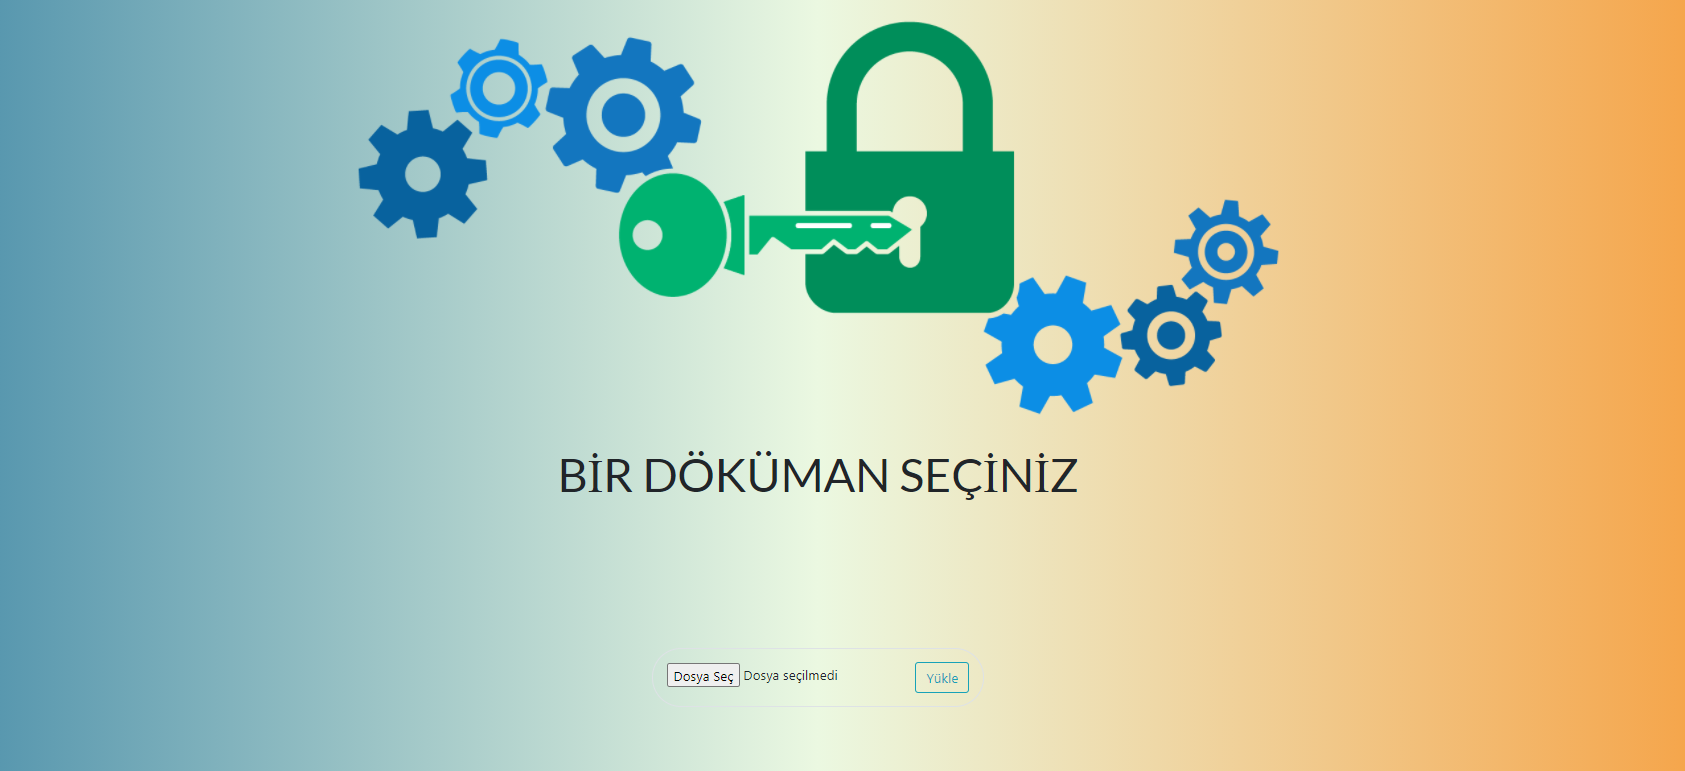 BİR DÖKÜMAN SEÇİNİZ
Dosya Seç Dosya seçilmedi Yükle